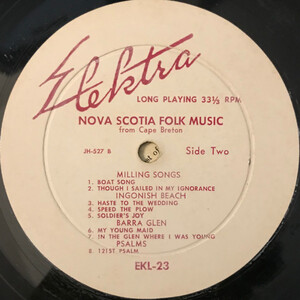 Elektra
LONG PLAYING 33⅓ RPM
NOVA SCOTIA FOLK MUSIC
from Cape Breton
JH-527 B
Side Two
MILLING SONGS
1. BOAT SONG
2. THOUGH I SAILED IN MY IGNORANCE
INGONISH BEACH
3. HASTE TO THE WEDDING
4. SPEED THE PLOW
5. SOLDIER'S JOY
BARRA GLEN
6. MY YOUNG MAID
7. IN THE GLEN WHERE I WAS YOUNG
PSALMS
8. 121ST. PSALM
EKL-23